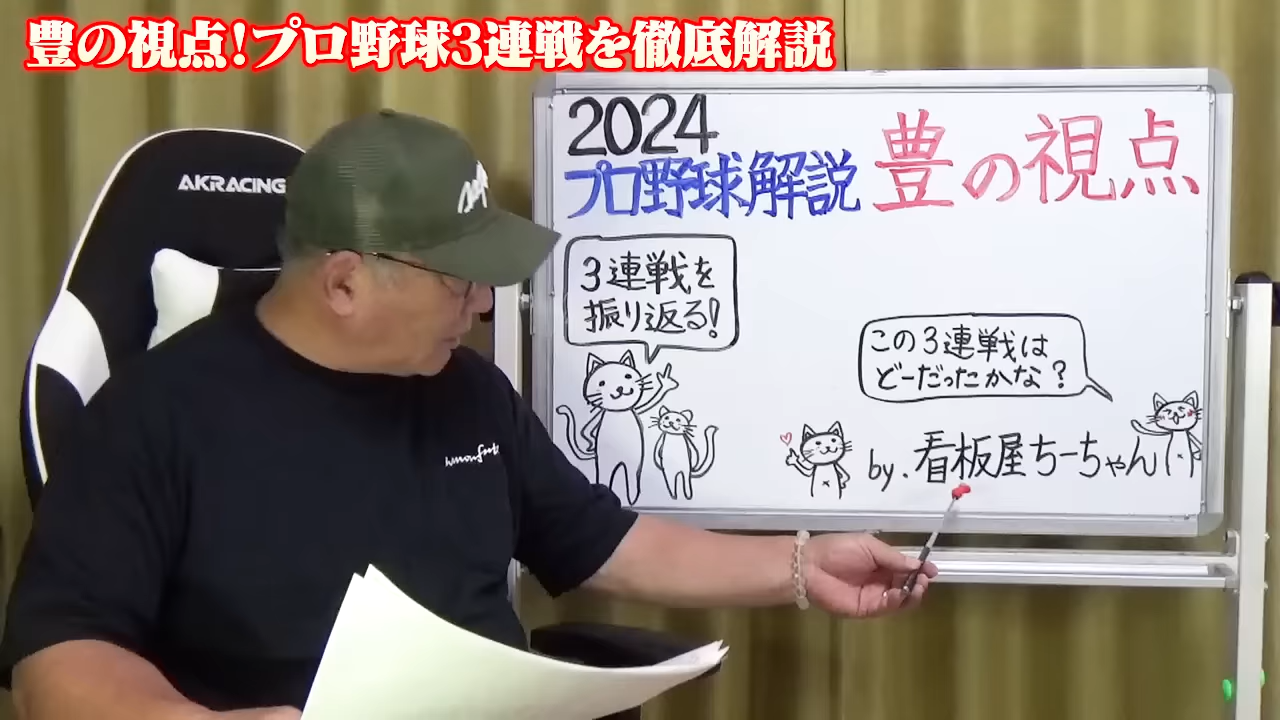 豊の視点!プロ野球3連戦を徹底解説
AKRACING
2024
プロ野球解説 豊の視点
3連戦を
振り返る!
この3連戦は
どーだったかな?
by.看板屋ちーちゃん